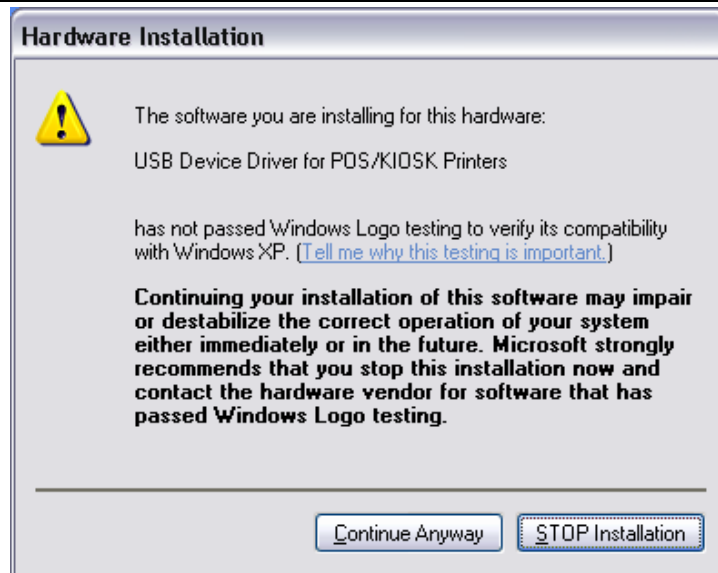 Hardware Installation
The software you are installing for this hardware:
USB Device Driver for POS/KIOSK Printers
has not passed Windows Logo testing to verify its compatibility
with Windows XP. (Tell me why this testing is important.)
Continuing your installation of this software may impair
or destabilize the correct operation of your system
either immediately or in the future. Microsoft strongly
recommends that you stop this installation now and
contact the hardware vendor for software that has
passed Windows Logo testing.
Continue Anyway STOP Installation